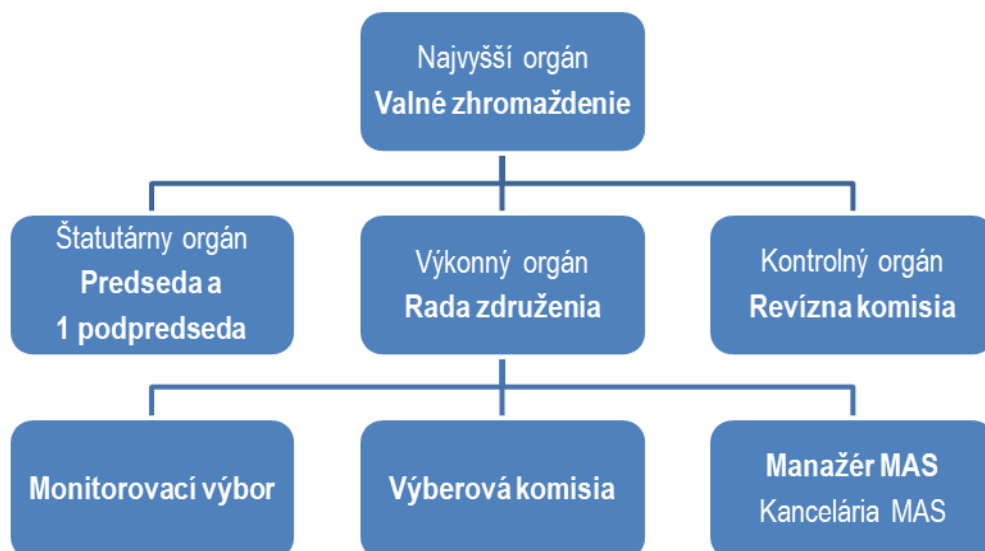 Najvyšší orgán
Valné zhromaždenie
Štatutárny orgán
Predseda a
1 podpredseda
Výkonný orgán
Rada združenia
Kontrolný orgán
Revízna komisia
Monitorovací výbor
Výberová komisia
Manažér MAS
Kancelária MAS